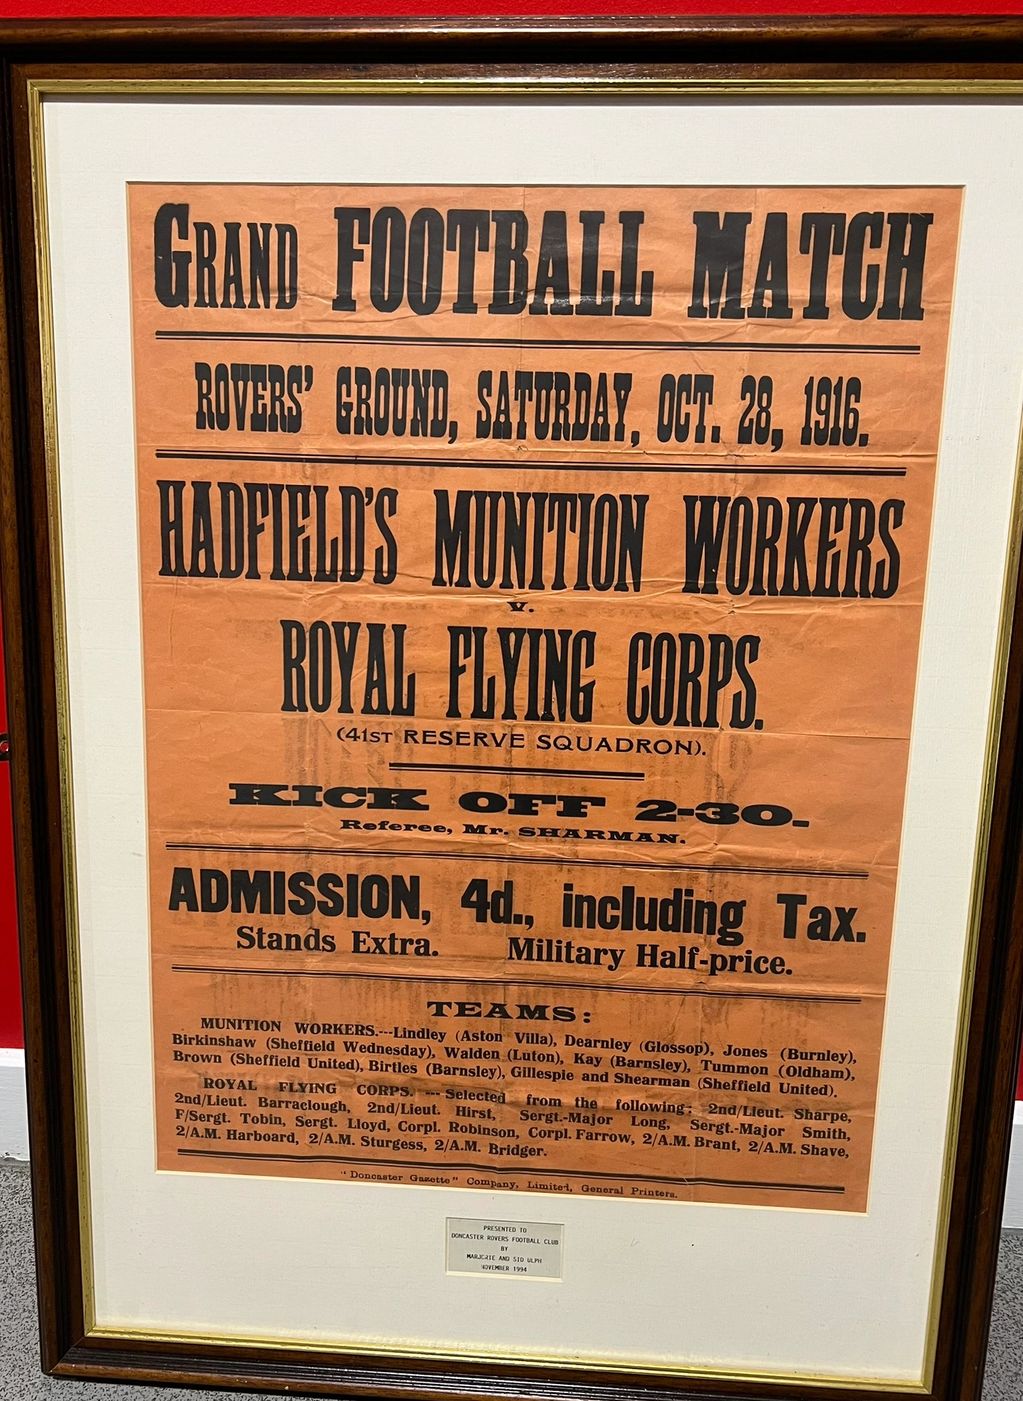 GRAND FOOTBALL MATCH
ROVERS' GROUND, SATURDAY, OCT. 28, 1916.
HADFIELD'S MUNITION WORKERS
v.
ROYAL FLYING CORPS.
(41ST RESERVE SQUADRON).
KICK OFF 2-30.
Referee, Mr. SHARMAN.
ADMISSION, 4d., including Tax.
Stands Extra. Military Half-price.
TEAMS:
MUNITION WORKERS.---Lindley (Aston Villa), Dearnley (Glossop), Jones (Burnley),
Birkinshaw (Sheffield Wednesday), Walden (Luton), Kay (Barnsley), Tummon (Oldham),
Brown (Sheffield United), Birtles (Barnsley), Gillespie and Shearman (Sheffield United).
ROYAL FLYING CORPS. --- Selected from the following: 2nd/Lieut. Sharpe,
2nd/Lieut. Barraclough, 2nd/Lieut. Hirst, Sergt.-Major Long, Sergt.-Major Smith,
F/Sergt. Tobin, Sergt. Lloyd, Corpl. Robinson, Corpl. Farrow, 2/A.M. Brant, 2/A.M. Shave,
2/A.M. Harboard, 2/A.M. Sturgess, 2/A.M. Bridger.
"Doncaster Gazette" Company, Limited, General Printers.
PRESENTED TO
DONCASTER ROVERS FOOTBALL CLUB
BY
MARJORIE AND SID ULPH
NOVEMBER 1994